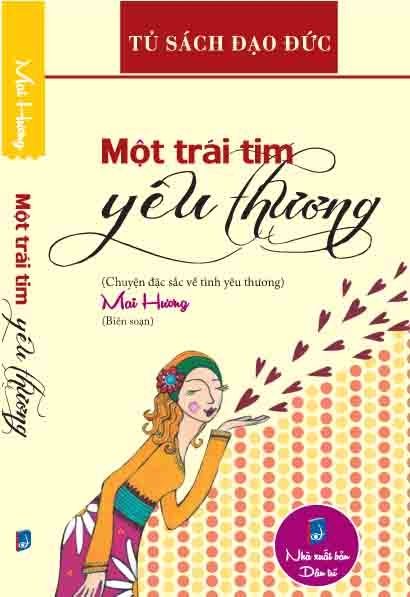 Mai Hương
Một trái tim
yêu thương
TỦ SÁCH ĐẠO ĐỨC
Một trái tim
yêu thương
(Chuyện đặc sắc về tình yêu thương)
Mai Hương
(Biên soạn)
Nhà xuất bản
Dân trí